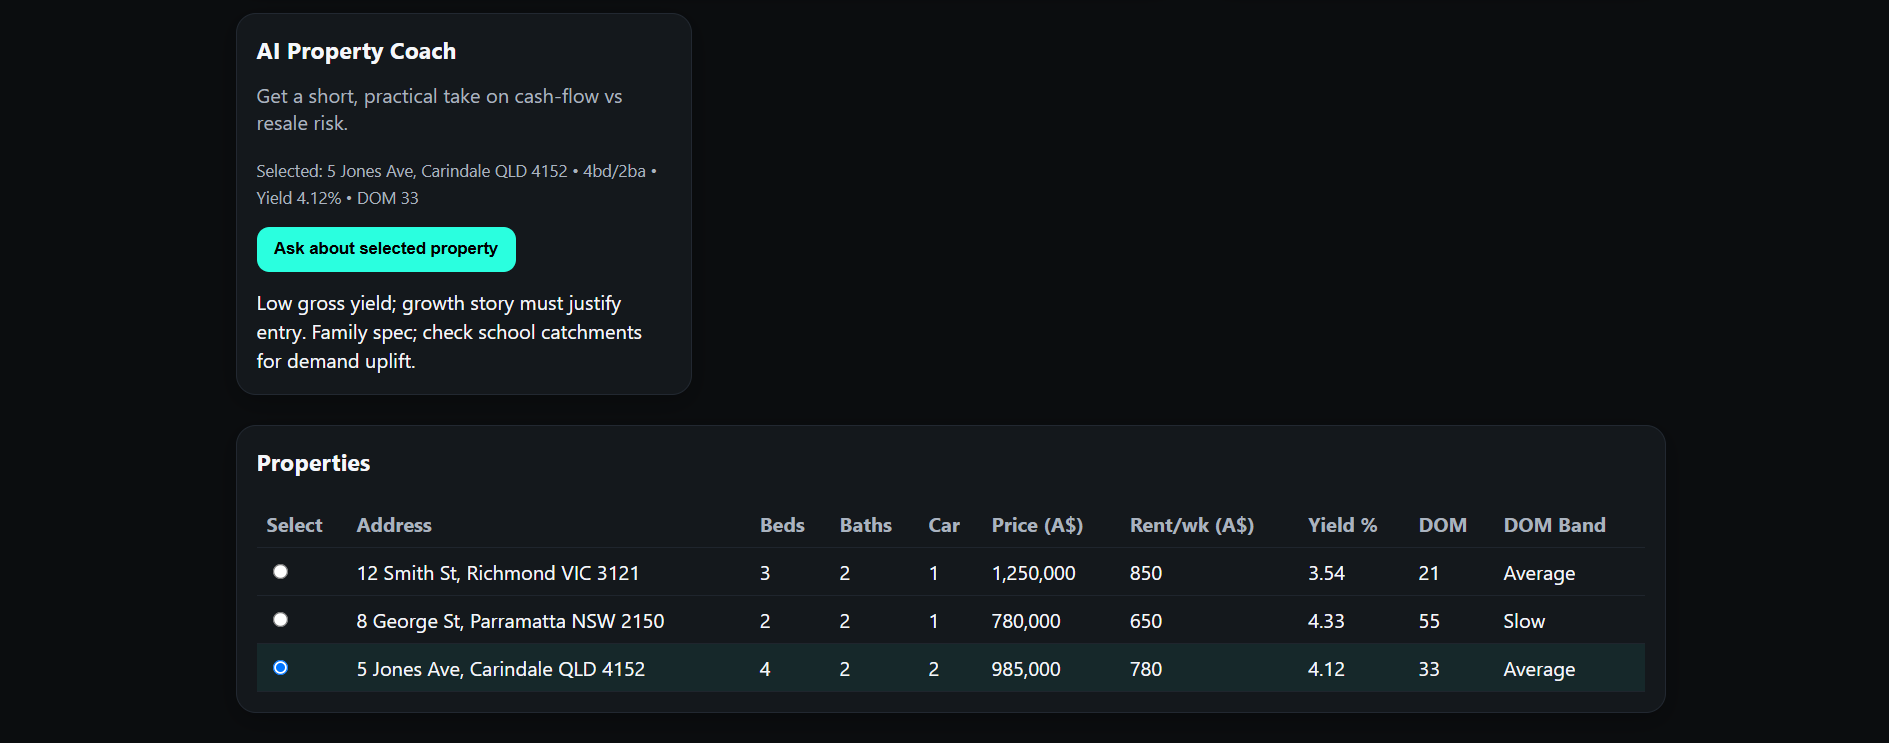 AI Property Coach
Get a short, practical take on cash-flow vs
resale risk.
Selected: 5 Jones Ave, Carindale QLD 4152 • 4bd/2ba •
Yield 4.12% • DOM 33
Ask about selected property
Low gross yield; growth story must justify
entry. Family spec; check school catchments
for demand uplift.
Properties
Select Address Beds Baths Car Price (A$) Rent/wk (A$) Yield % DOM DOM Band
12 Smith St, Richmond VIC 3121 3 2 1 1,250,000 850 3.54 21 Average
8 George St, Parramatta NSW 2150 2 2 1 780,000 650 4.33 55 Slow
5 Jones Ave, Carindale QLD 4152 4 2 2 985,000 780 4.12 33 Average